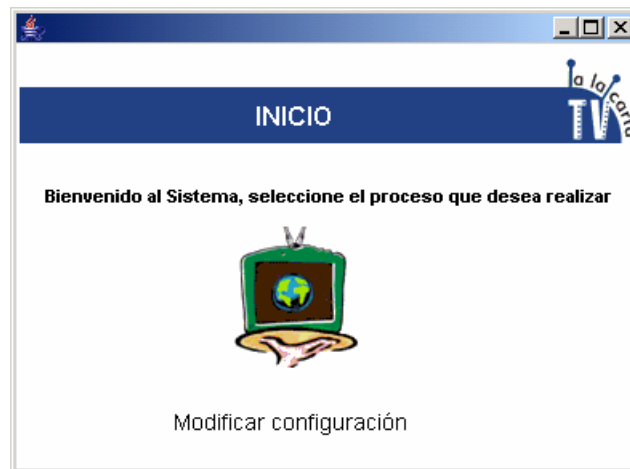 a la carta
TV
INICIO
Bienvenido al Sistema, seleccione el proceso que desea realizar
Modificar configuración